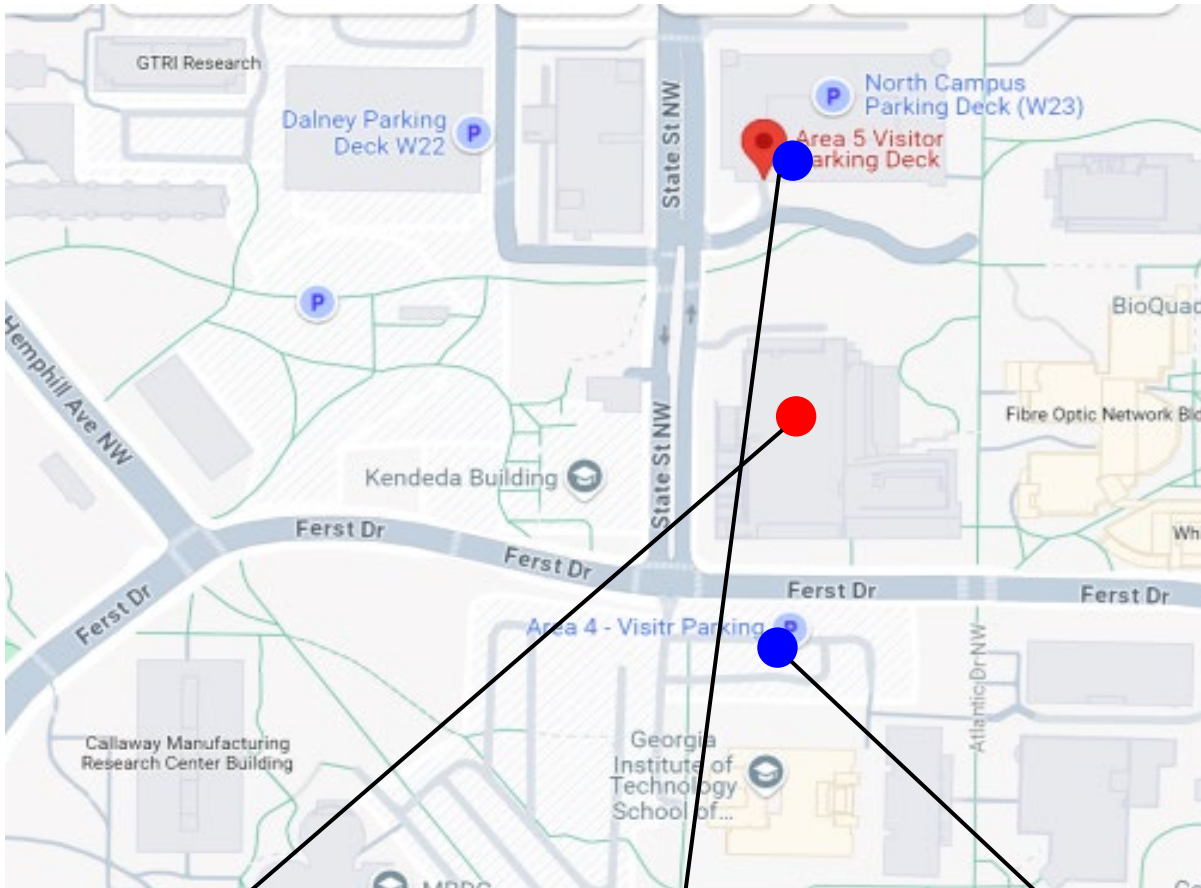 GTRI Research
Dalney Parking
Deck W22
P
State St NW
P
North Campus
Parking Deck (W23)
Area 5 Visitor
Parking Deck
P
BioQuad
Hemphill Ave NW
Fibre Optic Network
Kendeda Building
State St NW
Ferst Dr
Ferst Dr
Ferst Dr
Ferst Dr
Ferst Dr
Area 4 - Visitr Parking
P
Atlantic Dr NW
Callaway Manufacturing
Research Center Building
Georgia
Institute of
Technology
School of...